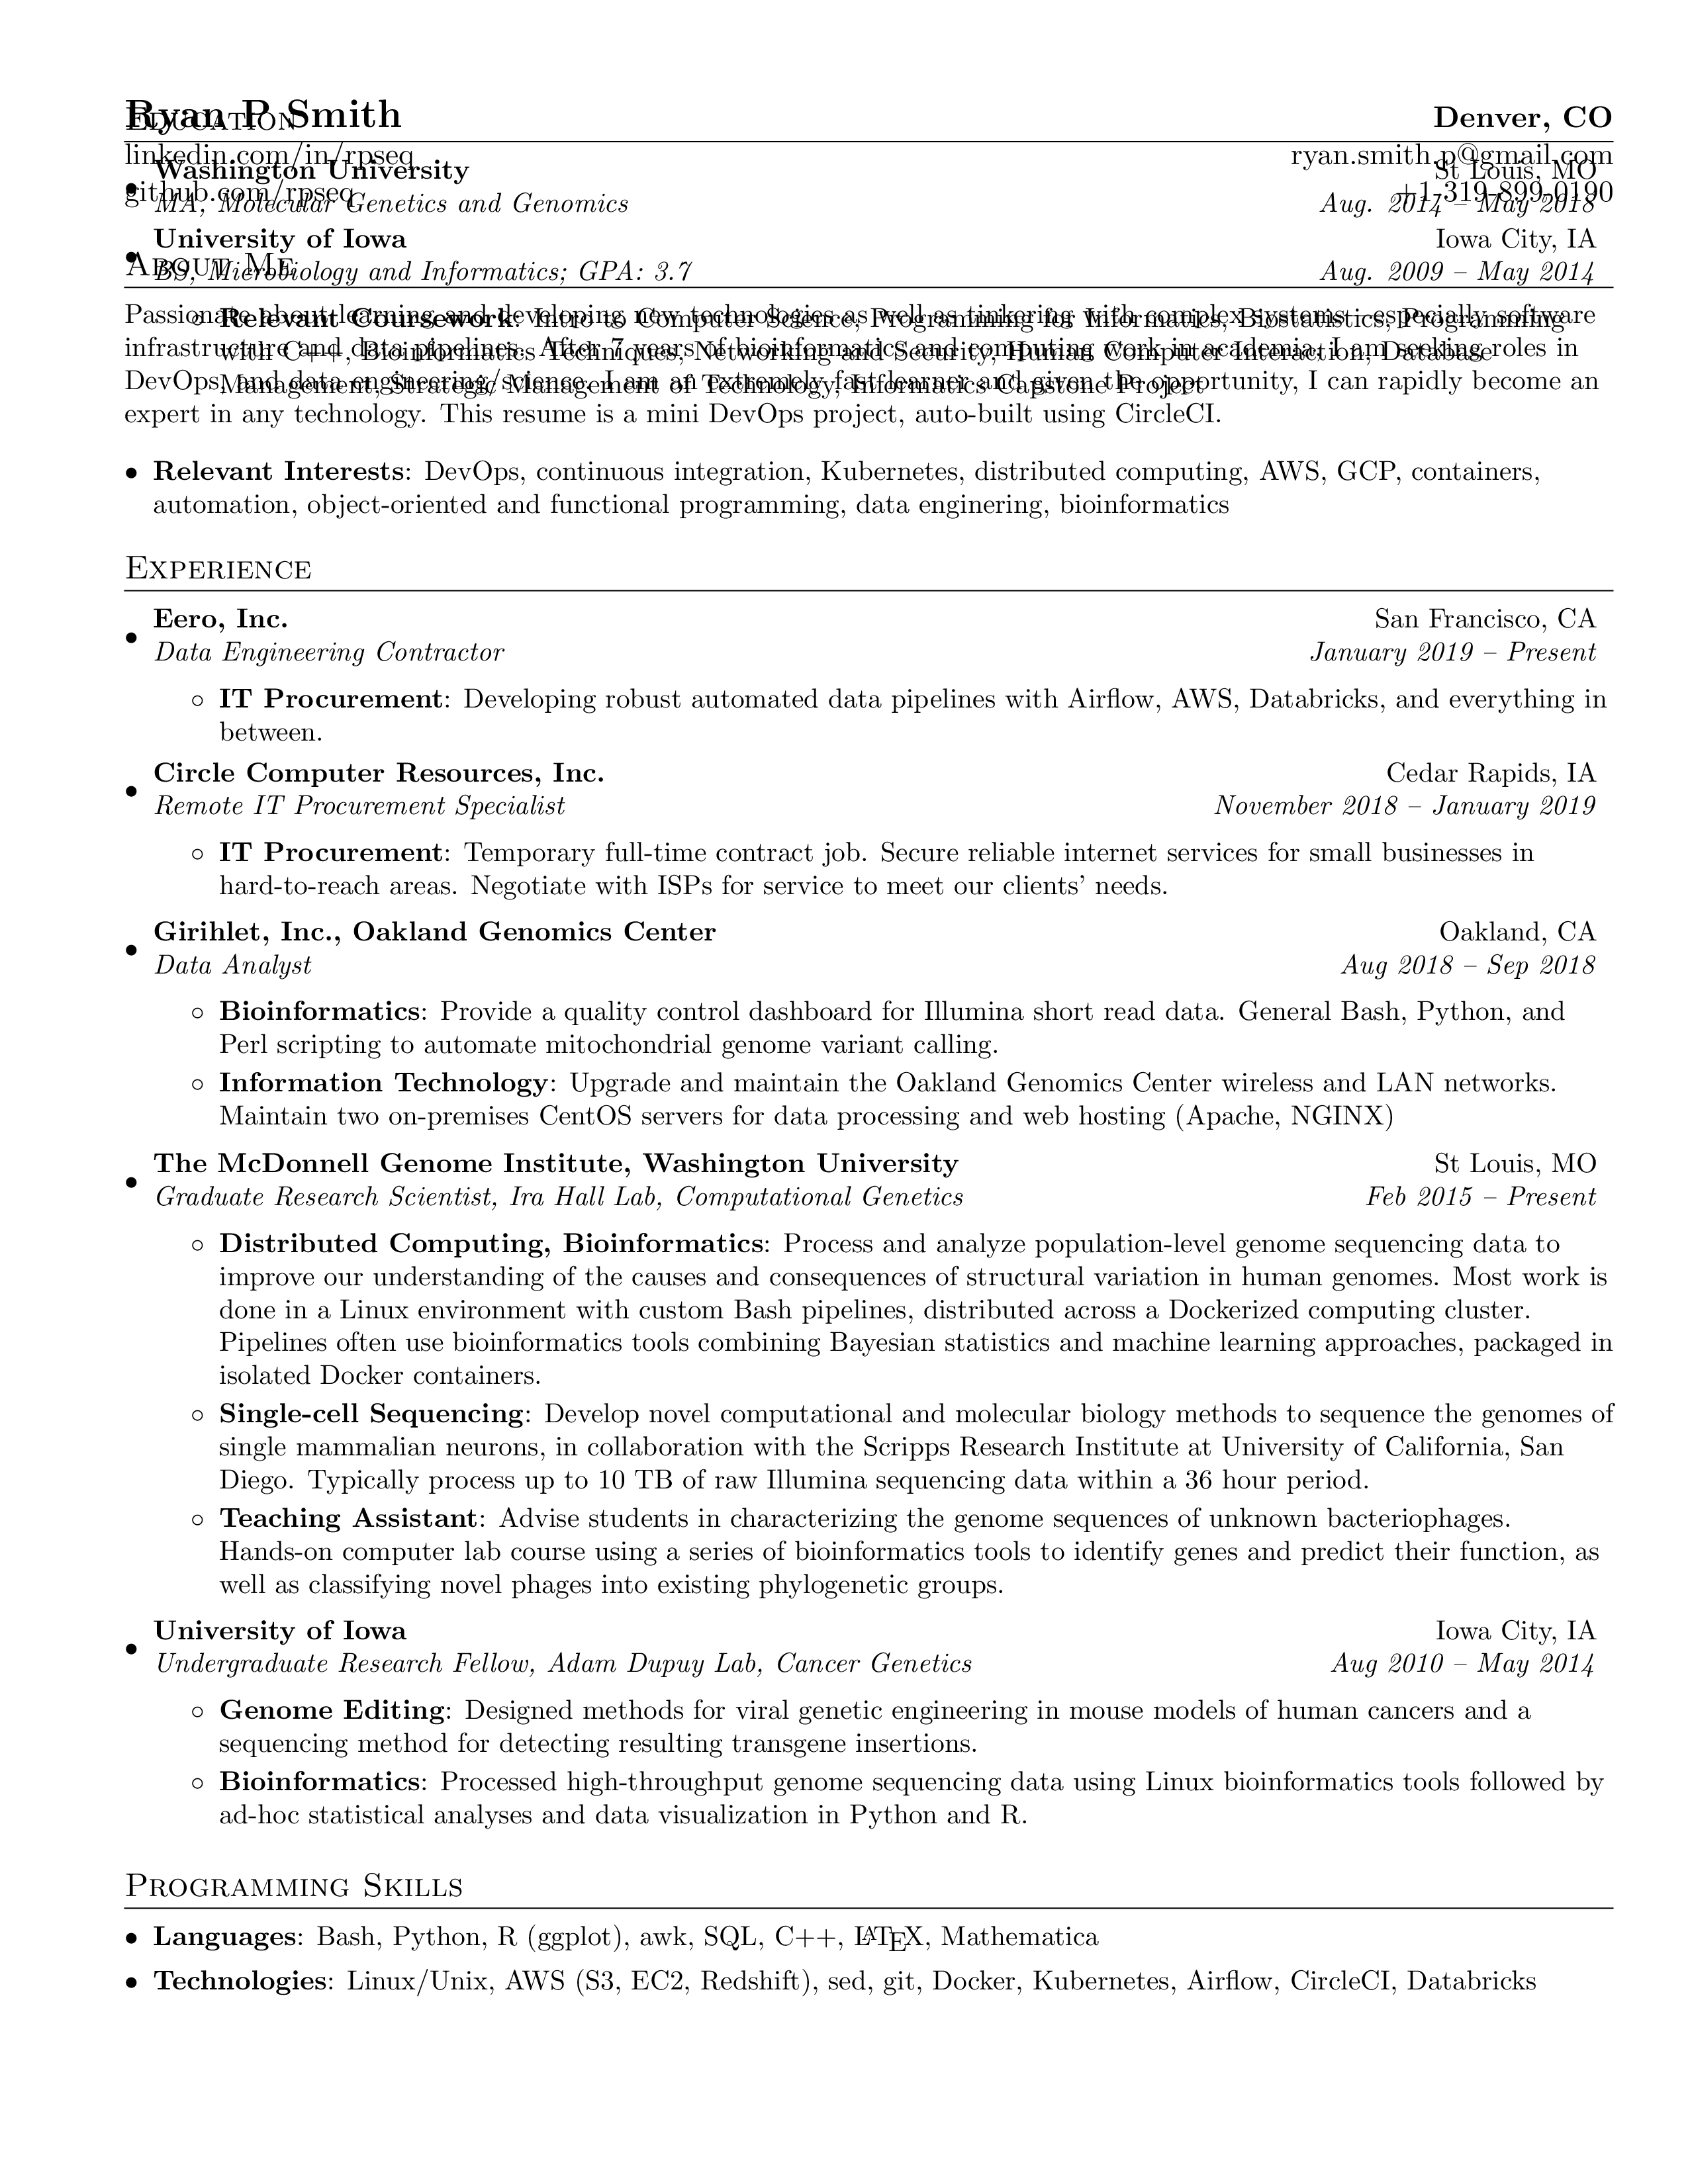 Ryan P Smith
Denver, CO
linkedin.com/in/rpseq
ryan.smith.p@gmail.com
github.com/rpseq
+1-319-899-0190
Education
Washington University
St Louis, MO
MA, Molecular Genetics and Genomics
Aug. 2014 – May 2018
University of Iowa
Iowa City, IA
BS, Microbiology and Informatics; GPA: 3.7
Aug. 2009 – May 2014
Relevant Coursework: Intro to Computer Science, Programming for Informatics, Biostatistics, Programming
with C++, Bioinformatics Techniques, Networking and Security, Human Computer Interaction, Database
Management, Strategic Management of Technology, Informatics Capstone Project
About Me
Passionate about learning and developing new technologies as well as tinkering with complex systems – especially software
infrastructure and data pipelines. After 7 years of bioinformatics and computing work in academia, I am seeking roles in
DevOps, and data engineering/science. I am an extremely fast learner and given the opportunity, I can rapidly become an
expert in any technology. This resume is a mini DevOps project, auto-built using CircleCI.
• Relevant Interests: DevOps, continuous integration, Kubernetes, distributed computing, AWS, GCP, containers,
automation, object-oriented and functional programming, data enginering, bioinformatics
Experience
• Eero, Inc. San Francisco, CA
Data Engineering Contractor January 2019 – Present
◦ IT Procurement: Developing robust automated data pipelines with Airflow, AWS, Databricks, and everything in
between.
• Circle Computer Resources, Inc. Cedar Rapids, IA
Remote IT Procurement Specialist November 2018 – January 2019
◦ IT Procurement: Temporary full-time contract job. Secure reliable internet services for small businesses in
hard-to-reach areas. Negotiate with ISPs for service to meet our clients' needs.
• Girihlet, Inc., Oakland Genomics Center Oakland, CA
Data Analyst Aug 2018 – Sep 2018
◦ Bioinformatics: Provide a quality control dashboard for Illumina short read data. General Bash, Python, and
Perl scripting to automate mitochondrial genome variant calling.
◦ Information Technology: Upgrade and maintain the Oakland Genomics Center wireless and LAN networks.
Maintain two on-premises CentOS servers for data processing and web hosting (Apache, NGINX)
• The McDonnell Genome Institute, Washington University St Louis, MO
Graduate Research Scientist, Ira Hall Lab, Computational Genetics Feb 2015 – Present
◦ Distributed Computing, Bioinformatics: Process and analyze population-level genome sequencing data to
improve our understanding of the causes and consequences of structural variation in human genomes. Most work is
done in a Linux environment with custom Bash pipelines, distributed across a Dockerized computing cluster.
Pipelines often use bioinformatics tools combining Bayesian statistics and machine learning approaches, packaged in
isolated Docker containers.
◦ Single-cell Sequencing: Develop novel computational and molecular biology methods to sequence the genomes of
single mammalian neurons, in collaboration with the Scripps Research Institute at University of California, San
Diego. Typically process up to 10 TB of raw Illumina sequencing data within a 36 hour period.
◦ Teaching Assistant: Advise students in characterizing the genome sequences of unknown bacteriophages.
Hands-on computer lab course using a series of bioinformatics tools to identify genes and predict their function, as
well as classifying novel phages into existing phylogenetic groups.
• University of Iowa Iowa City, IA
Undergraduate Research Fellow, Adam Dupuy Lab, Cancer Genetics Aug 2010 – May 2014
◦ Genome Editing: Designed methods for viral genetic engineering in mouse models of human cancers and a
sequencing method for detecting resulting transgene insertions.
◦ Bioinformatics: Processed high-throughput genome sequencing data using Linux bioinformatics tools followed by
ad-hoc statistical analyses and data visualization in Python and R.
Programming Skills
• Languages: Bash, Python, R (ggplot), awk, SQL, C++, LATEX, Mathematica
• Technologies: Linux/Unix, AWS (S3, EC2, Redshift), sed, git, Docker, Kubernetes, Airflow, CircleCI, Databricks